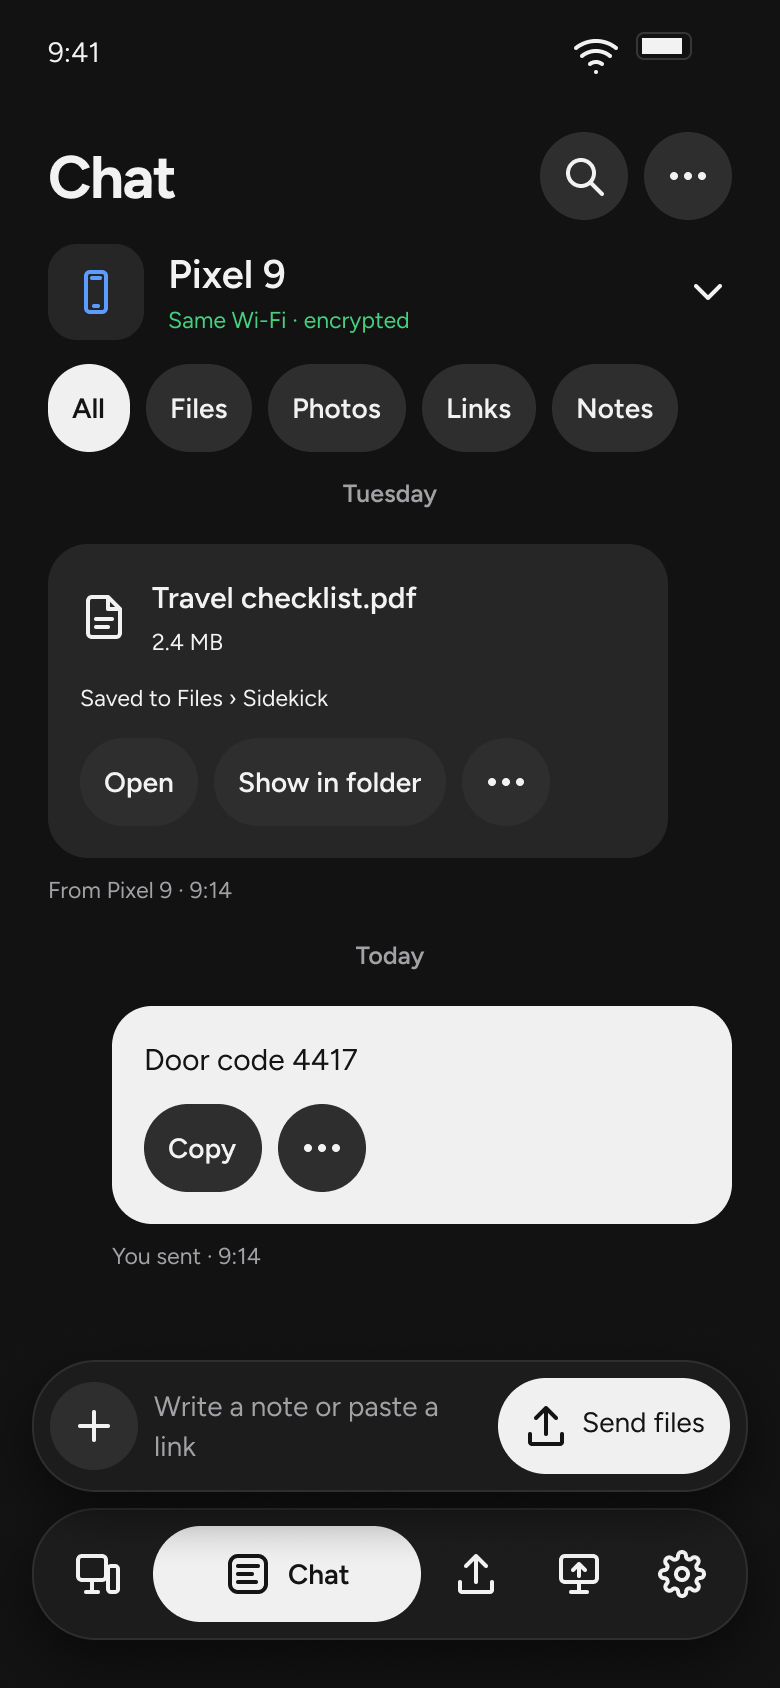 9:41
Chat
Pixel 9
Same Wi-Fi · encrypted
All Files Photos Links Notes
Tuesday
Travel checklist.pdf
2.4 MB
Saved to Files › Sidekick
Open Show in folder
From Pixel 9 · 9:14
Today
Door code 4417
Copy
You sent · 9:14
Write a note or paste a
link
Send files
Chat